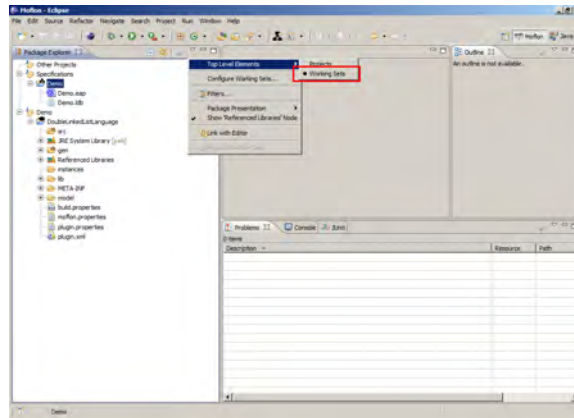 Moflon - Eclipse
File Edit Source Refactor Navigate Search Project Run Window Help
Moflon Java
Package Explorer
Outline
An outline is not available.
Other Projects
Specifications
Demo
Demo.eap
Demo.ldb
Demo
DoubleLinkedListLanguage
src
JRE System Library
gen
Referenced Libraries
instances
lib
META-INF
model
build.properties
moflon.properties
plugin.properties
plugin.xml
Top Level Elements
Projects
Working Sets
Configure Working Sets...
Filters...
Package Presentation
Show 'Referenced Libraries' Node
Link with Editor
Problems Console JUnit
0 items
Description Resource Path
Demo